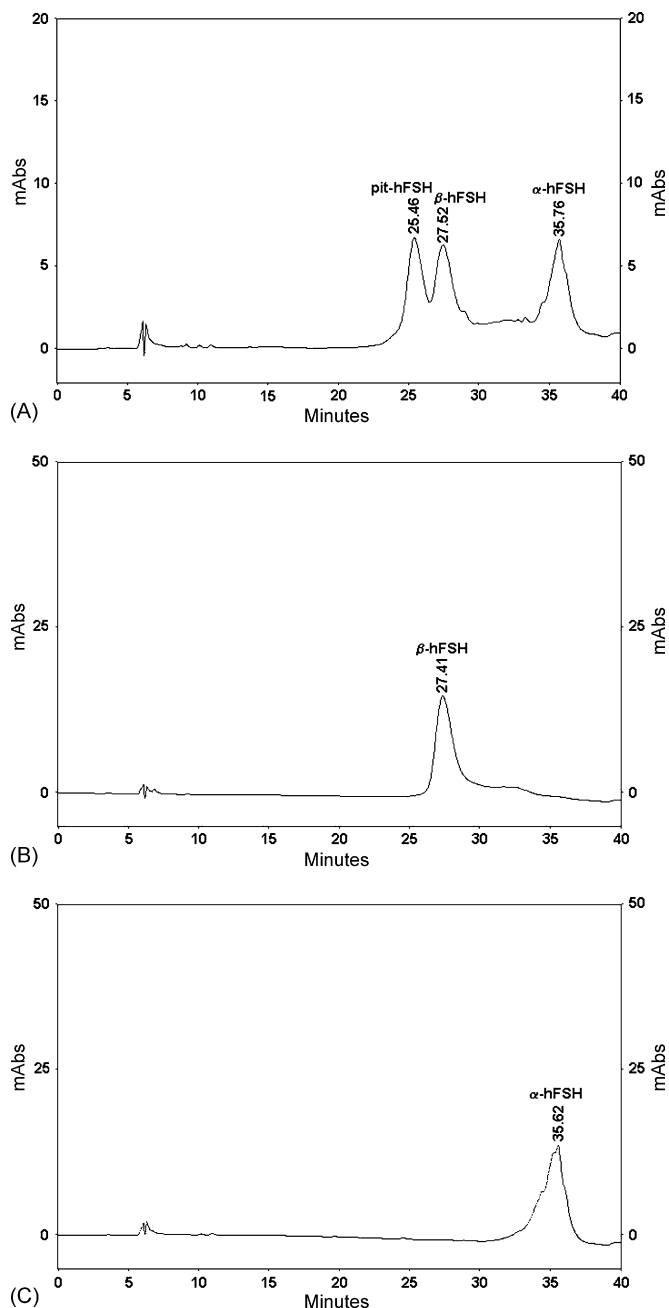 20 20
15 15
10 10
5 5
0 0
mAbs mAbs
pit-hFSH β-hFSH α-hFSH
25.46 27.52 35.76
0 5 10 15 20 25 30 35 40
(A) Minutes
50 50
25 25
0 0
mAbs mAbs
β-hFSH
27.41
0 5 10 15 20 25 30 35 40
(B) Minutes
50 50
25 25
0 0
mAbs mAbs
α-hFSH
35.62
0 5 10 15 20 25 30 35 40
(C) Minutes